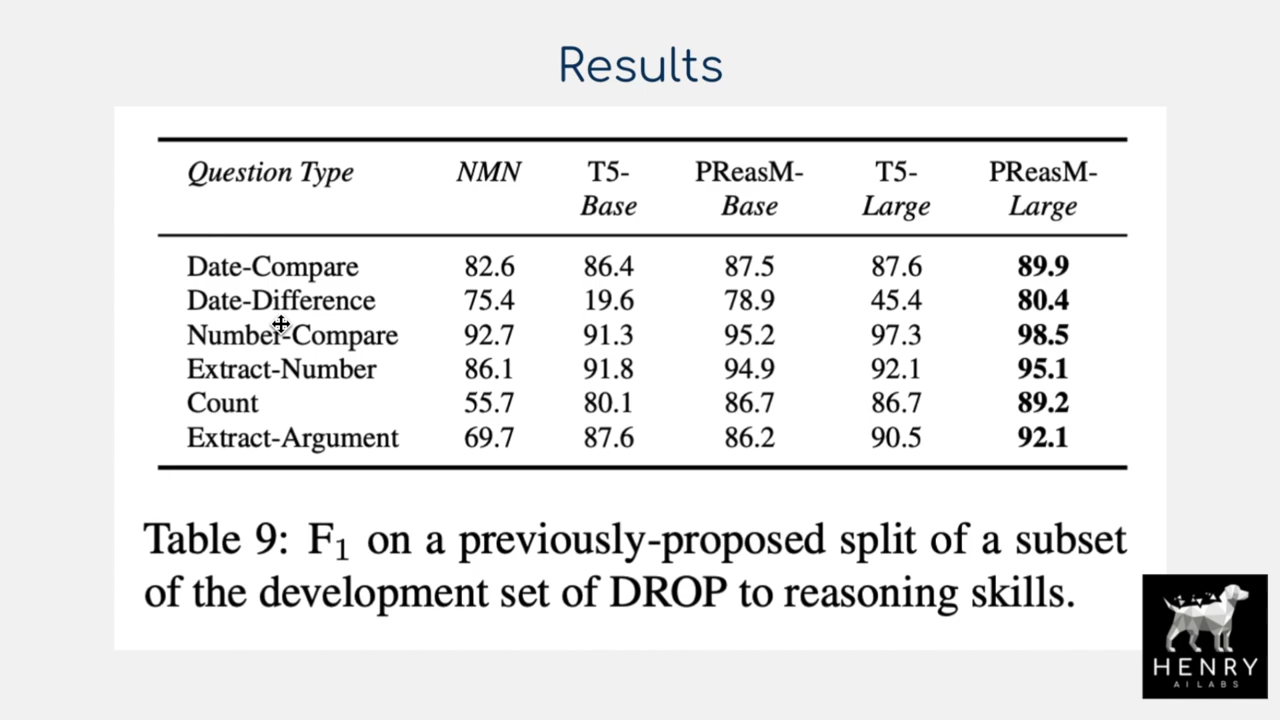 Results
Question Type NMN T5- PReasM- T5- PReasM-
Base Base Large Large
Date-Compare 82.6 86.4 87.5 87.6 89.9
Date-Difference 75.4 19.6 78.9 45.4 80.4
Number-Compare 92.7 91.3 95.2 97.3 98.5
Extract-Number 86.1 91.8 94.9 92.1 95.1
Count 55.7 80.1 86.7 86.7 89.2
Extract-Argument 69.7 87.6 86.2 90.5 92.1
Table 9: F₁ on a previously-proposed split of a subset
of the development set of DROP to reasoning skills.
HENRY
AI LABS